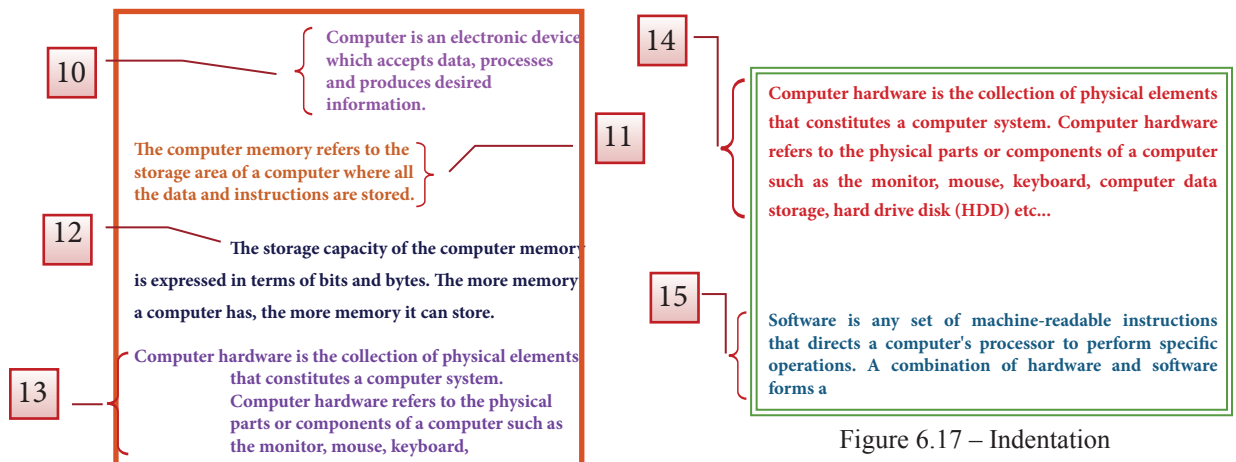 10
Computer is an electronic device
which accepts data, processes
and produces desired
information.
11
The computer memory refers to the
storage area of a computer where all
the data and instructions are stored.
12
The storage capacity of the computer memory
is expressed in terms of bits and bytes. The more memory
a computer has, the more memory it can store.
13
Computer hardware is the collection of physical elements
that constitutes a computer system.
Computer hardware refers to the physical
parts or components of a computer such as
the monitor, mouse, keyboard,
14
Computer hardware is the collection of physical elements
that constitutes a computer system. Computer hardware
refers to the physical parts or components of a computer
such as the monitor, mouse, keyboard, computer data
storage, hard drive disk (HDD) etc...
15
Software is any set of machine-readable instructions
that directs a computer's processor to perform specific
operations. A combination of hardware and software
forms a
Figure 6.17 – Indentation